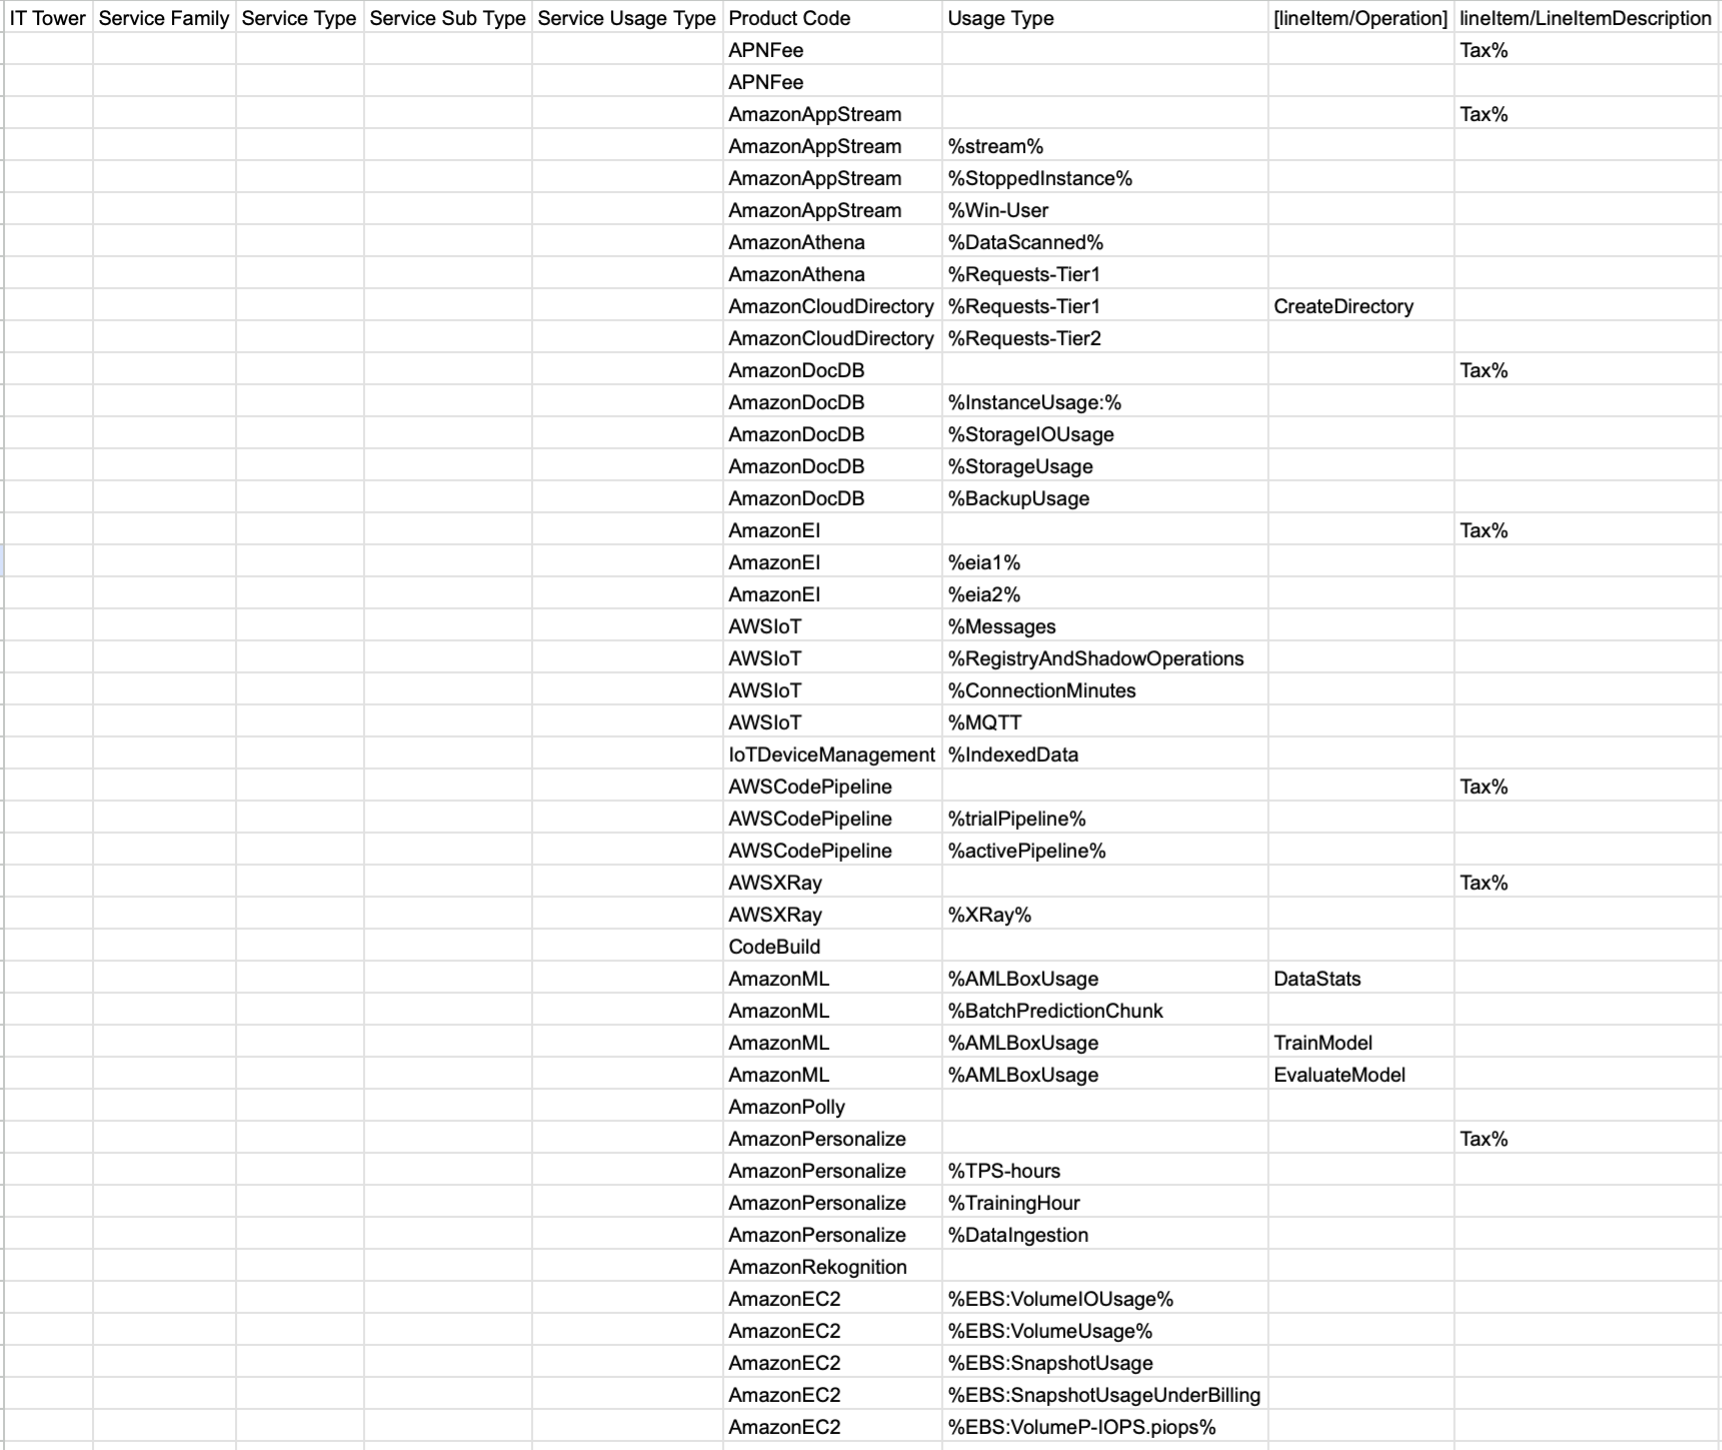 IT Tower Service Family Service Type Service Sub Type Service Usage Type Product Code Usage Type [lineItem/Operation] lineItem/LineItemDescription
APNFee Tax%
APNFee
AmazonAppStream Tax%
AmazonAppStream %stream%
AmazonAppStream %StoppedInstance%
AmazonAppStream %Win-User
AmazonAthena %DataScanned%
AmazonAthena %Requests-Tier1
AmazonCloudDirectory %Requests-Tier1 CreateDirectory
AmazonCloudDirectory %Requests-Tier2
AmazonDocDB Tax%
AmazonDocDB %InstanceUsage:%
AmazonDocDB %StorageIOUsage
AmazonDocDB %StorageUsage
AmazonDocDB %BackupUsage
AmazonEI Tax%
AmazonEI %eia1%
AmazonEI %eia2%
AWSIoT %Messages
AWSIoT %RegistryAndShadowOperations
AWSIoT %ConnectionMinutes
AWSIoT %MQTT
IoTDeviceManagement %IndexedData
AWSCodePipeline Tax%
AWSCodePipeline %trialPipeline%
AWSCodePipeline %activePipeline%
AWSXRay Tax%
AWSXRay %XRay%
CodeBuild
AmazonML %AMLBoxUsage DataStats
AmazonML %BatchPredictionChunk
AmazonML %AMLBoxUsage TrainModel
AmazonML %AMLBoxUsage EvaluateModel
AmazonPolly
AmazonPersonalize Tax%
AmazonPersonalize %TPS-hours
AmazonPersonalize %TrainingHour
AmazonPersonalize %DataIngestion
AmazonRekognition
AmazonEC2 %EBS:VolumeIOUsage%
AmazonEC2 %EBS:VolumeUsage%
AmazonEC2 %EBS:SnapshotUsage
AmazonEC2 %EBS:SnapshotUsageUnderBilling
AmazonEC2 %EBS:VolumeP-IOPS.piops%